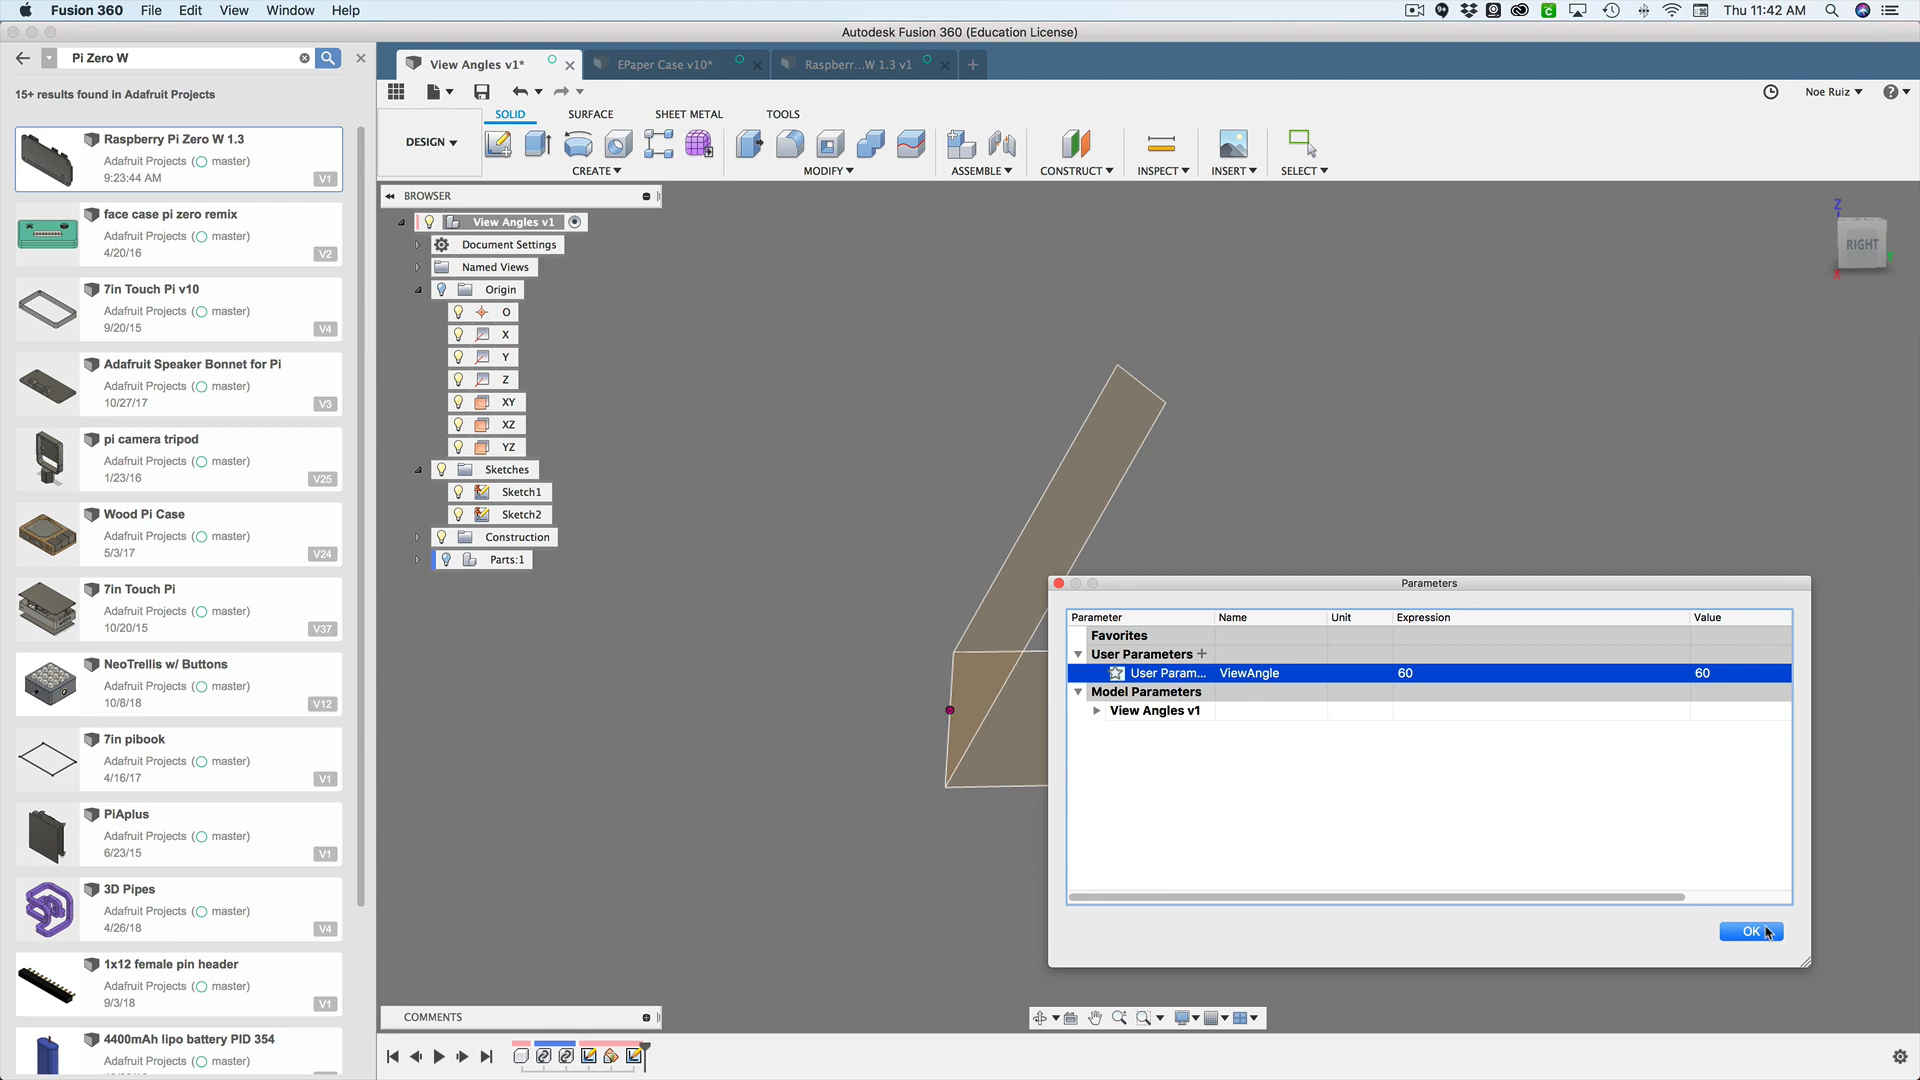 Fusion 360 File Edit View Window Help
Thu 11:42 AM
Autodesk Fusion 360 (Education License)
Pi Zero W
View Angles v1*
EPaper Case v10*
Raspberr...W 1.3 v1
15+ results found in Adafruit Projects
Noe Ruiz
SOLID SURFACE SHEET METAL TOOLS
DESIGN
CREATE MODIFY ASSEMBLE CONSTRUCT INSPECT INSERT SELECT
Raspberry Pi Zero W 1.3
Adafruit Projects ( master)
9:23:44 AM V1
face case pi zero remix
Adafruit Projects ( master)
4/20/16 V2
7in Touch Pi v10
Adafruit Projects ( master)
9/20/15 V4
Adafruit Speaker Bonnet for Pi
Adafruit Projects ( master)
10/27/17 V3
pi camera tripod
Adafruit Projects ( master)
1/23/16 V25
Wood Pi Case
Adafruit Projects ( master)
5/3/17 V24
7in Touch Pi
Adafruit Projects ( master)
10/20/15 V37
NeoTrellis w/ Buttons
Adafruit Projects ( master)
10/8/18 V12
7in pibook
Adafruit Projects ( master)
4/16/17 V1
PiAplus
Adafruit Projects ( master)
6/23/15 V1
3D Pipes
Adafruit Projects ( master)
4/26/18 V4
1x12 female pin header
Adafruit Projects ( master)
9/3/18 V1
4400mAh lipo battery PID 354
Adafruit Projects ( master)
BROWSER
View Angles v1
Document Settings
Named Views
Origin
O
X
Y
Z
XY
XZ
YZ
Sketches
Sketch1
Sketch2
Construction
Parts:1
Z
RIGHT
X
Y
Parameters
Parameter Name Unit Expression Value
Favorites
User Parameters +
User Param... ViewAngle 60 60
Model Parameters
View Angles v1
OK
COMMENTS